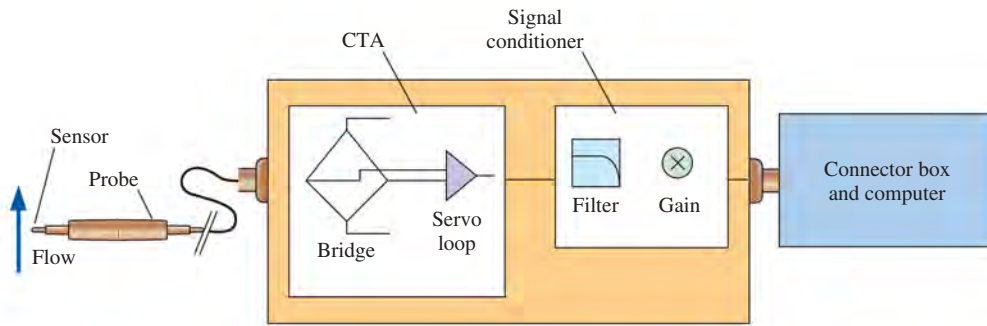 CTA
Signal
conditioner
Sensor
Probe
Flow
Bridge
Servo
loop
Filter
Gain
Connector box
and computer